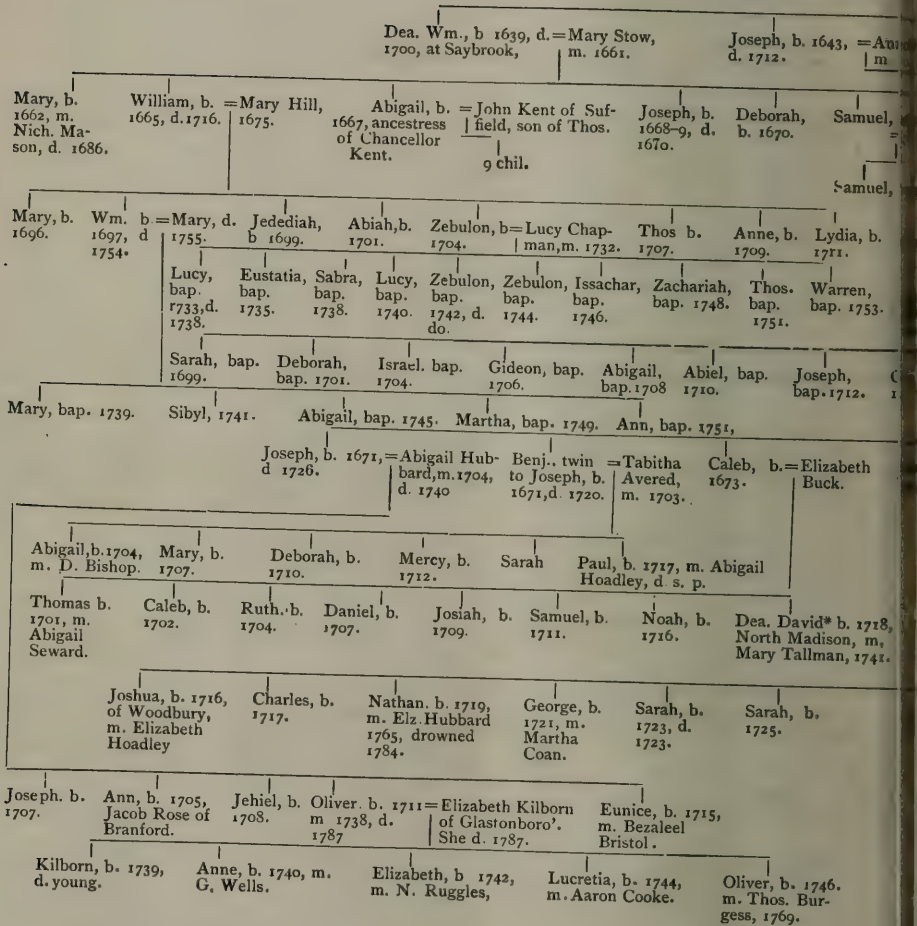 Dea. Wm., b 1639, d. = Mary Stow,
1700, at Saybrook, m. 1661.
Joseph, b. 1643, =
d. 1712. m
Mary, b.
1662, m.
Nich. Ma-
son, d. 1686.
William, b. = Mary Hill,
1665, d. 1716. 1675.
Abigail, b. = John Kent of Suf-
1667, ancestress field, son of Thos.
of Chancellor
Kent.
9 chil.
Joseph, b.
1668-9, d.
1670.
Deborah,
b. 1670.
Samuel,
=
Samuel,
Mary, b.
1696.
Wm. b. = Mary, d.
1697, d 1755.
1754.
Jedediah,
b 1699.
Abiah, b.
1701.
Zebulon, b = Lucy Chap-
1704. man, m. 1732.
Thos b.
1707.
Anne, b.
1709.
Lydia, b.
1711.
Lucy,
bap.
1733, d.
1738.
Eustatia,
bap.
1735.
Sabra,
bap.
1738.
Lucy,
bap.
1740.
Zebulon,
bap.
1742, d.
do.
Zebulon,
bap.
1744.
Issachar,
bap.
1746.
Zachariah,
bap. 1748.
Thos.
bap.
1751.
Warren,
bap. 1753.
Sarah, bap.
1699.
Deborah,
bap. 1701.
Israel. bap.
1704.
Gideon, bap.
1706.
Abigail,
bap. 1708
Abiel, bap.
1710.
Joseph,
bap. 1712.
Mary, bap. 1739. Sibyl, 1741. Abigail, bap. 1745. Martha, bap. 1749. Ann, bap. 1751,
Joseph, b. 1671, = Abigail Hub-
d 1726. bard, m. 1704,
d. 1740
Benj., twin = Tabitha
to Joseph, b. Avered,
1671, d. 1720. m. 1703.
Caleb, b. = Elizabeth
1673. Buck.
Abigail, b. 1704,
m. D. Bishop.
Mary, b.
1707.
Deborah, b.
1710.
Mercy, b.
1712.
Sarah
Paul, b. 1717, m. Abigail
Hoadley, d s. p.
Thomas b.
1701, m.
Abigail
Seward.
Caleb, b.
1702.
Ruth. b.
1704.
Daniel, b.
1707.
Josiah, b.
1709.
Samuel, b.
1711.
Noah, b.
1716.
Dea. David* b. 1718,
North Madison, m,
Mary Tallman, 1741.
Joshua, b. 1716,
of Woodbury,
m. Elizabeth
Hoadley
Charles, b.
1717.
Nathan. b. 1719,
m. Elz. Hubbard
1765, drowned
1784.
George, b.
1721, m.
Martha
Coan.
Sarah, b.
1723, d.
1723.
Sarah, b.
1725.
Joseph. b.
1707.
Ann, b. 1705,
Jacob Rose of
Branford.
Jehiel, b.
1708.
Oliver. b. 1711 = Elizabeth Kilborn
m 1738, d. of Glastonboro'.
1787 She d. 1787.
Eunice, b. 1715,
m. Bezaleel
Bristol.
Kilborn, b. 1739,
d. young.
Anne, b. 1740, m.
G. Wells.
Elizabeth, b 1742,
m. N. Ruggles,
Lucretia, b. 1744,
m. Aaron Cooke.
Oliver, b. 1746.
m. Thos. Bur-
gess, 1769.